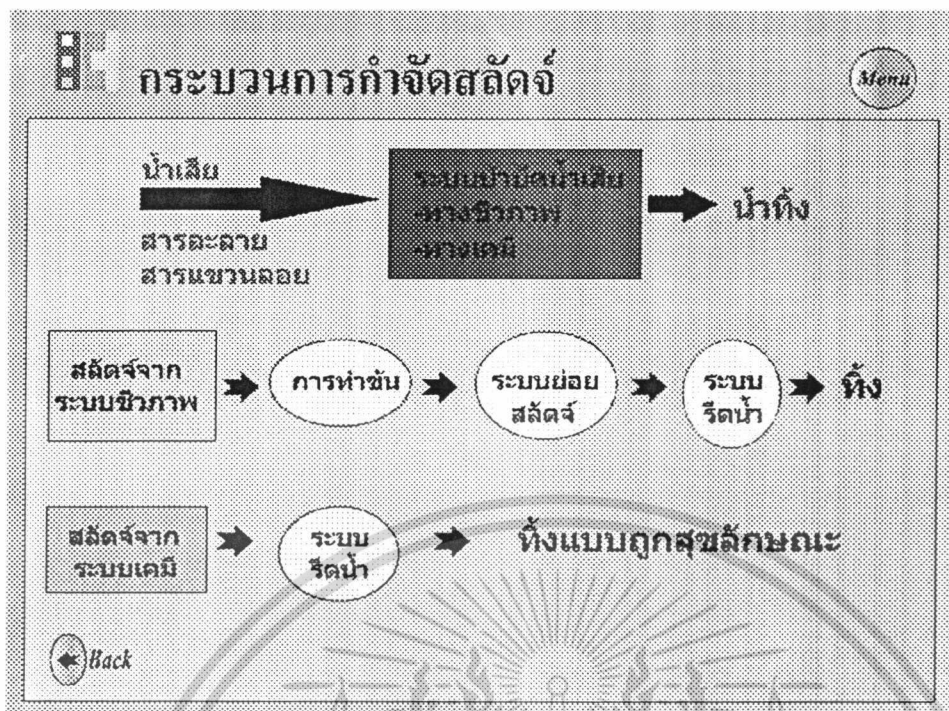 กระบวนการกำจัดสลัดจ์
Menu
น้ำเสีย
สารละลาย
สารแขวนลอย
ระบบบำบัดน้ำเสีย
-ทางชีวภาพ
-ทางเคมี
น้ำทิ้ง
สลัดจ์จาก
ระบบชีวภาพ
การทำข้น
ระบบย่อย
สลัดจ์
ระบบ
รีดน้ำ
ทิ้ง
สลัดจ์จาก
ระบบเคมี
ระบบ
รีดน้ำ
ทิ้งแบบถูกสุขลักษณะ
Back